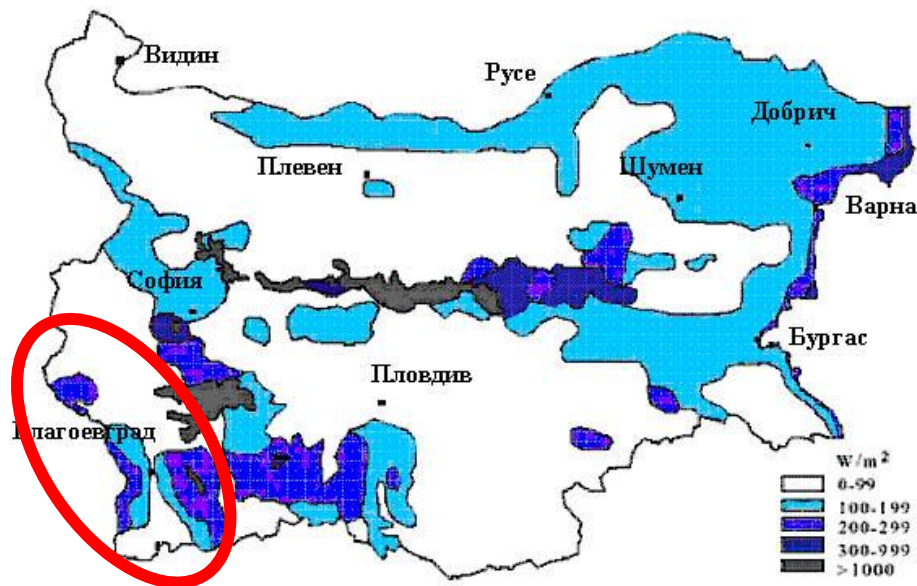 Видин
Русе
Добрич
Плевен
Шумен
Варна
София
Бургас
Пловдив
Благоевград
W/m²
0-99
100-199
200-299
300-999
>1000